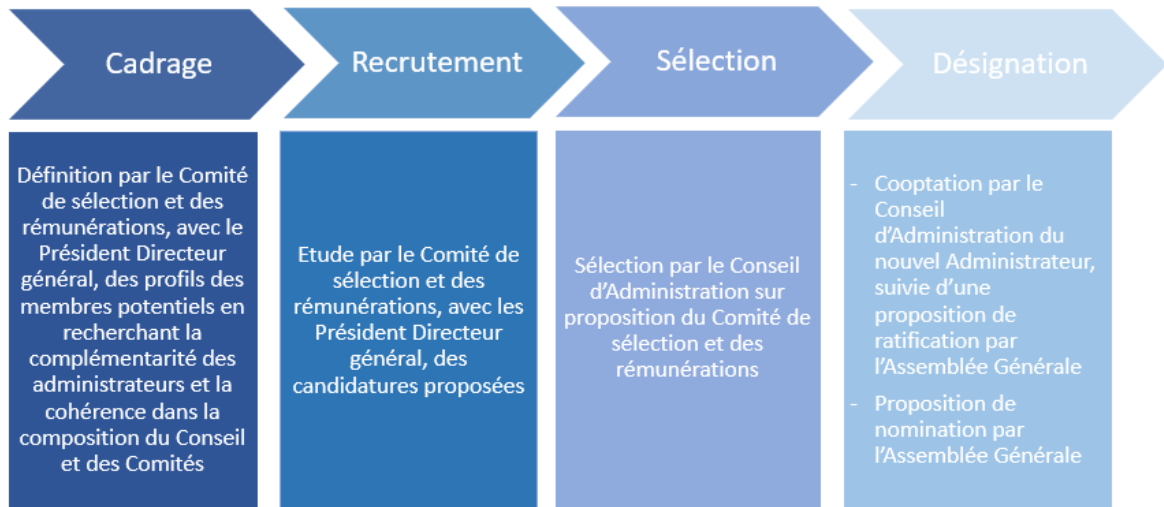 Cadrage
Définition par le Comité
de sélection et des
rémunérations, avec le
Président Directeur
général, des profils des
membres potentiels en
recherchant la
complémentarité des
administrateurs et la
cohérence dans la
composition du Conseil
et des Comités
Recrutement
Etude par le Comité de
sélection et des
rémunérations, avec les
Président Directeur
général, des
candidatures proposées
Sélection
Sélection par le Conseil
d'Administration sur
proposition du Comité de
sélection et des
rémunérations
Désignation
- Cooptation par le
Conseil
d'Administration du
nouvel Administrateur,
suivie d'une
proposition de
ratification par
l'Assemblée Générale
- Proposition de
nomination par
l'Assemblée Générale